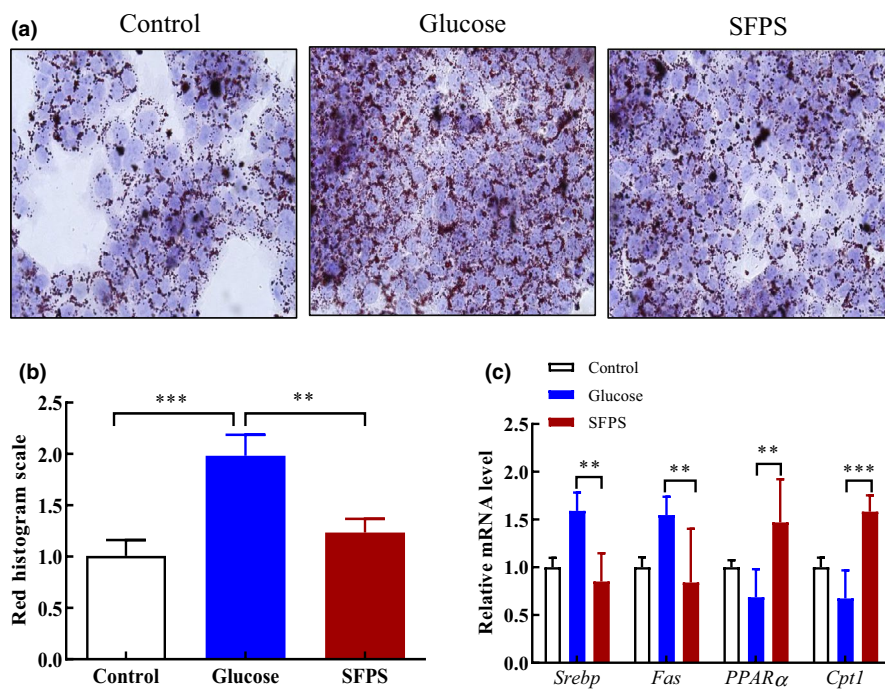 (a)
Control Glucose SFPS
(b)
*** **
Red histogram scale
2.5
2.0
1.5
1.0
0.5
0.0
Control Glucose SFPS
(c)
Control
Glucose
SFPS
Relative mRNA level
2.5
2.0
1.5
1.0
0.5
0.0
** ** ** ***
Srebp Fas PPARα Cpt1